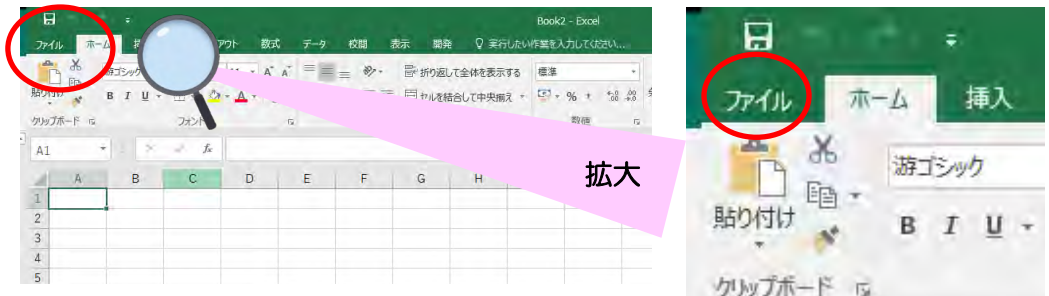 Book2 - Excel
ファイル ホーム 挿 アウト 数式 データ 校閲 表示 開発 実行したい作業を入力してください...
游ゴシック 折り返して全体を表示する 標準
貼り付け B I U A セルを結合して中央揃え %
クリップボード フォント 数値
A1 fx
A B C D E F G H
1
2
3
4
5
拡大
ファイル ホーム 挿入
游ゴシック
貼り付け B I U
クリップボード